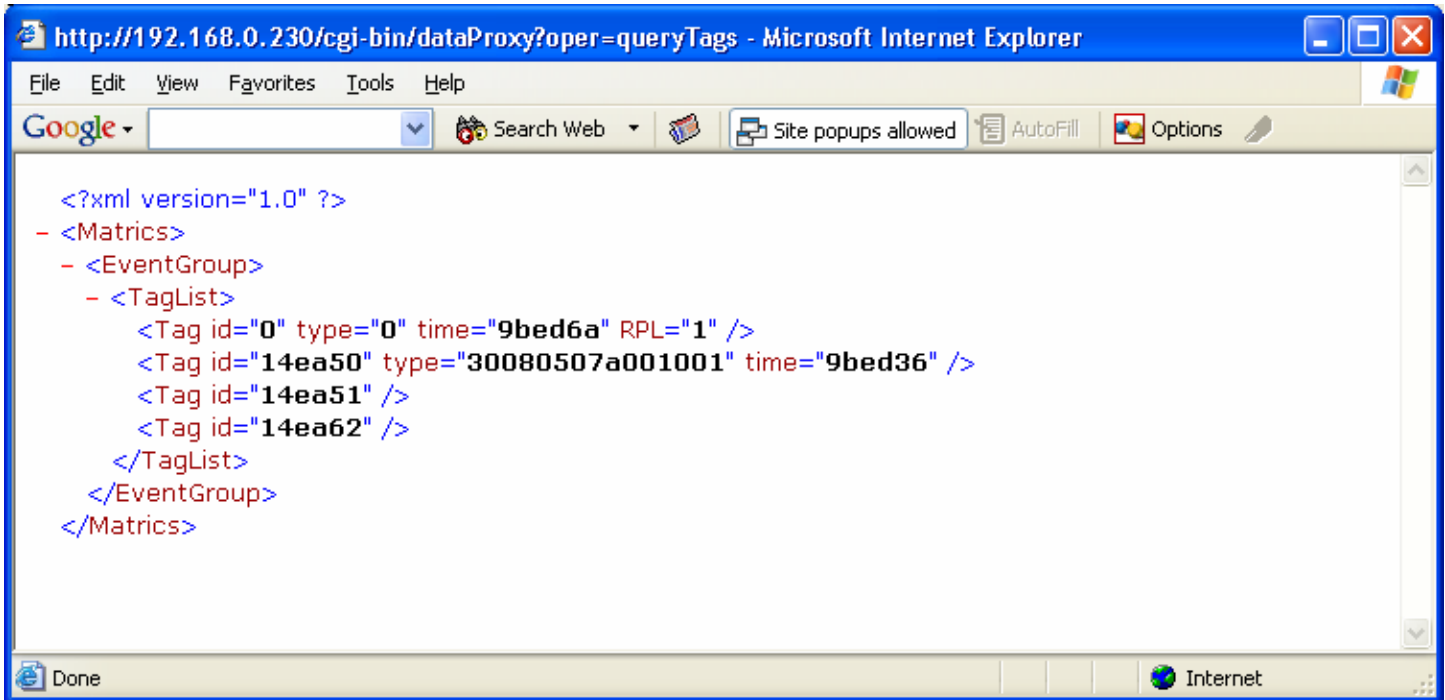 http://192.168.0.230/cgi-bin/dataProxy?oper=queryTags - Microsoft Internet Explorer
File Edit View Favorites Tools Help
Google Search Web Site popups allowed AutoFill Options
<?xml version="1.0" ?>
- <Matrics>
- <EventGroup>
- <TagList>
<Tag id="0" type="0" time="9bed6a" RPL="1" />
<Tag id="14ea50" type="30080507a001001" time="9bed36" />
<Tag id="14ea51" />
<Tag id="14ea62" />
</TagList>
</EventGroup>
</Matrics>
Done Internet